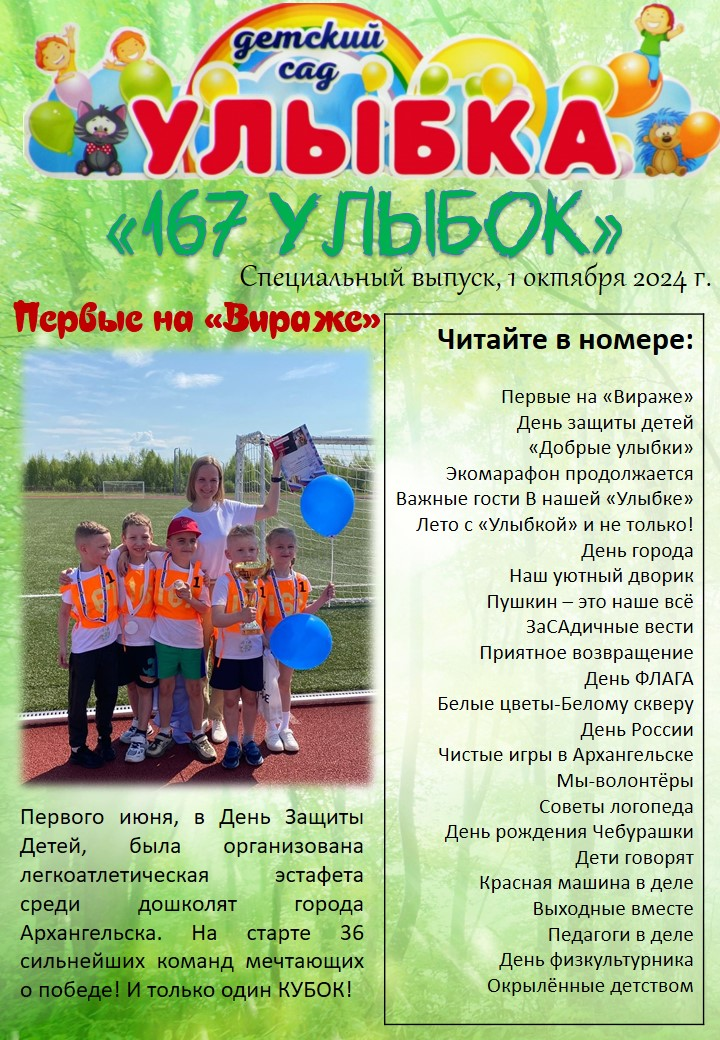 детский
сад
УЛЫБКА
«167 УЛЫБОК»
Специальный выпуск, 1 октября 2024 г.
Первые на «Вираже»
Первого июня, в День Защиты
Детей, была организована
легкоатлетическая эстафета
среди дошколят города
Архангельска. На старте 36
сильнейших команд мечтающих
о победе! И только один КУБОК!
Читайте в номере:
Первые на «Вираже»
День защиты детей
«Добрые улыбки»
Экомарафон продолжается
Важные гости В нашей «Улыбке»
Лето с «Улыбкой» и не только!
День города
Наш уютный дворик
Пушкин – это наше всё
ЗаСАдичные вести
Приятное возвращение
День ФЛАГА
Белые цветы-Белому скверу
День России
Чистые игры в Архангельске
Мы-волонтёры
Советы логопеда
День рождения Чебурашки
Дети говорят
Красная машина в деле
Выходные вместе
Педагоги в деле
День физкультурника
Окрылённые детством